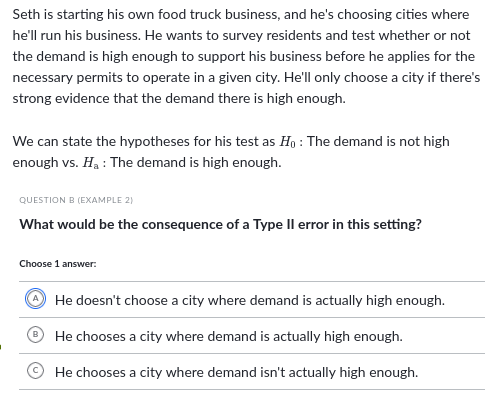 Seth is starting his own food truck business, and he's choosing cities where
he'll run his business. He wants to survey residents and test whether or not
the demand is high enough to support his business before he applies for the
necessary permits to operate in a given city. He'll only choose a city if there's
strong evidence that the demand there is high enough.
We can state the hypotheses for his test as H₀ : The demand is not high
enough vs. Hₐ : The demand is high enough.
QUESTION B (EXAMPLE 2)
What would be the consequence of a Type II error in this setting?
Choose 1 answer:
A He doesn't choose a city where demand is actually high enough.
B He chooses a city where demand is actually high enough.
C He chooses a city where demand isn't actually high enough.